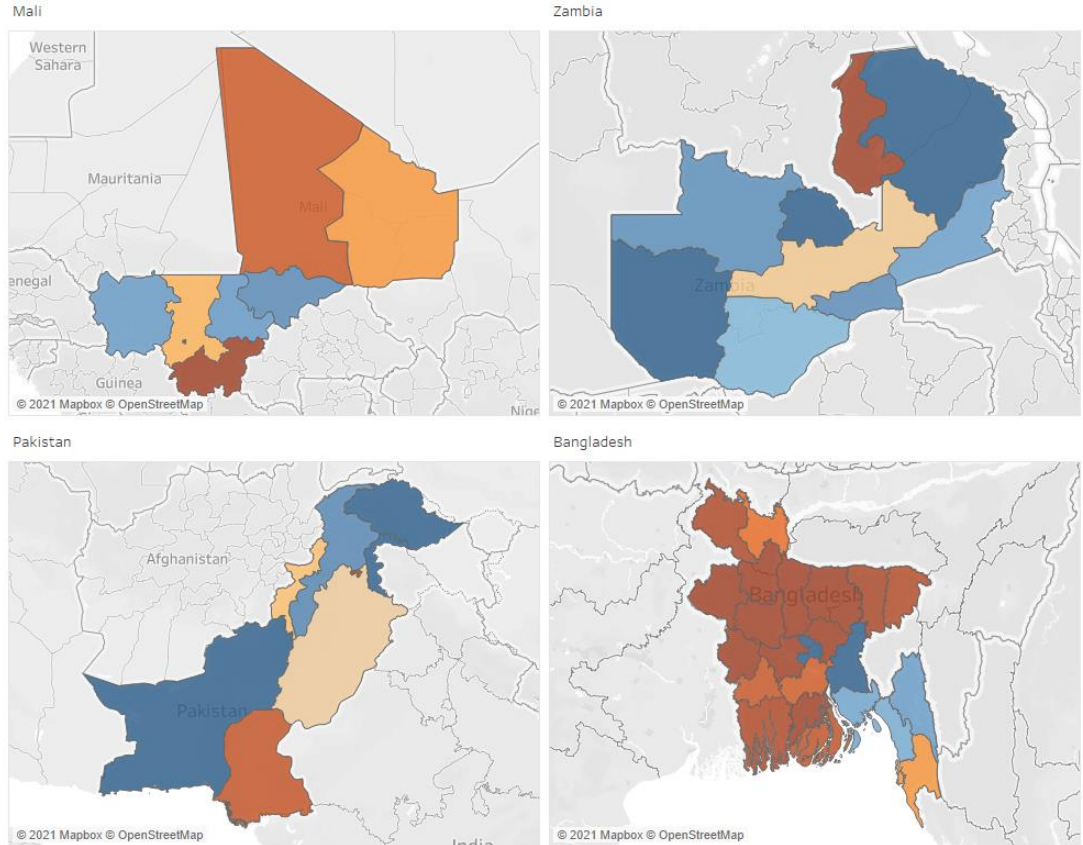 Mali
Zambia
Western
Sahara
Mauritania
Mali
enegal
Guinea
Nige
© 2021 Mapbox © OpenStreetMap
Zambia
© 2021 Mapbox © OpenStreetMap
Pakistan
Bangladesh
Afghanistan
Pakistan
India
© 2021 Mapbox © OpenStreetMap
Bangladesh
© 2021 Mapbox © OpenStreetMap